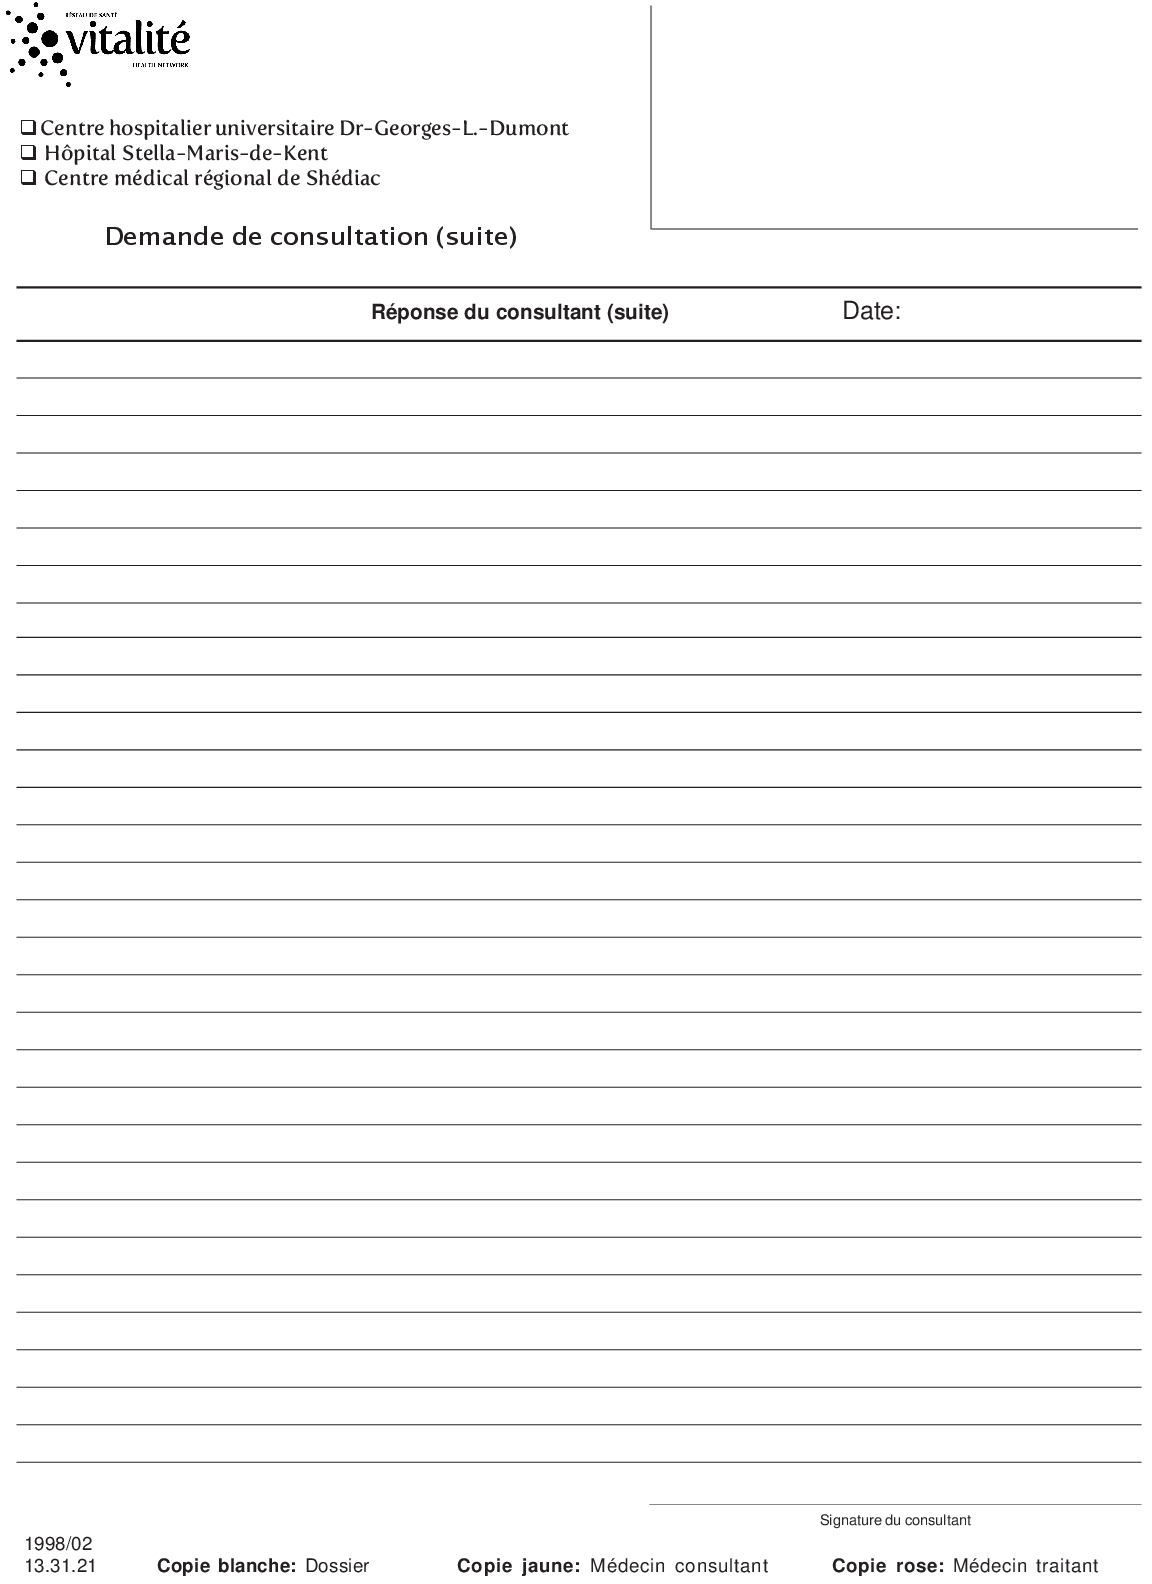 RÉSEAU DE SANTÉ
vitalité
HEALTH NETWORK
❑ Centre hospitalier universitaire Dr-Georges-L.-Dumont
❑ Hôpital Stella-Maris-de-Kent
❑ Centre médical régional de Shédiac
Demande de consultation (suite)
Réponse du consultant (suite) Date:
Signature du consultant
1998/02
13.31.21 Copie blanche: Dossier Copie jaune: Médecin consultant Copie rose: Médecin traitant